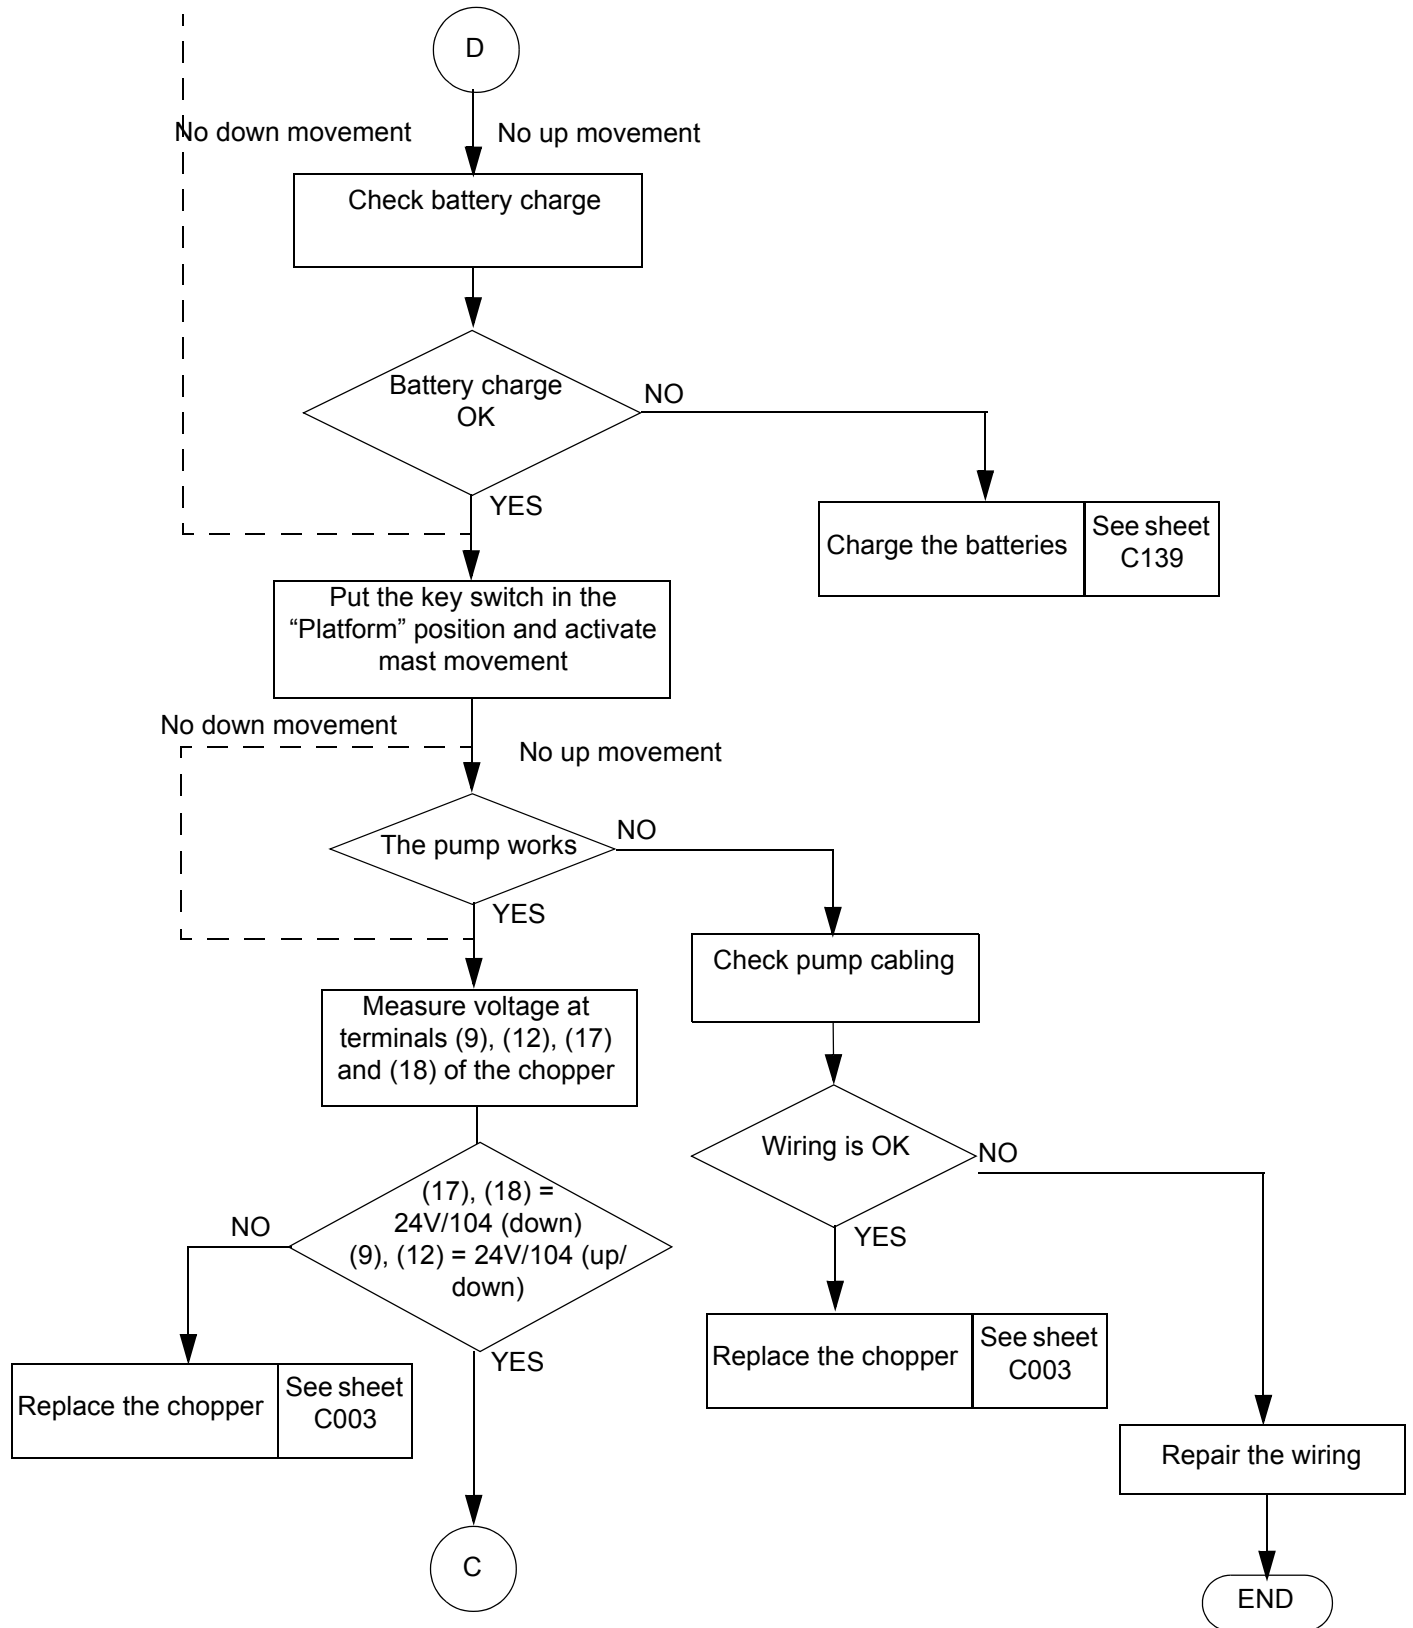 D
No down movement
No up movement
Check battery charge
Battery charge
OK
NO
YES
Charge the batteries
See sheet
C139
Put the key switch in the
“Platform” position and activate
mast movement
No down movement
No up movement
The pump works
NO
YES
Check pump cabling
Measure voltage at
terminals (9), (12), (17)
and (18) of the chopper
Wiring is OK
NO
YES
(17), (18) =
24V/104 (down)
(9), (12) = 24V/104 (up/
down)
NO
YES
Replace the chopper
See sheet
C003
Replace the chopper
See sheet
C003
Repair the wiring
C
END